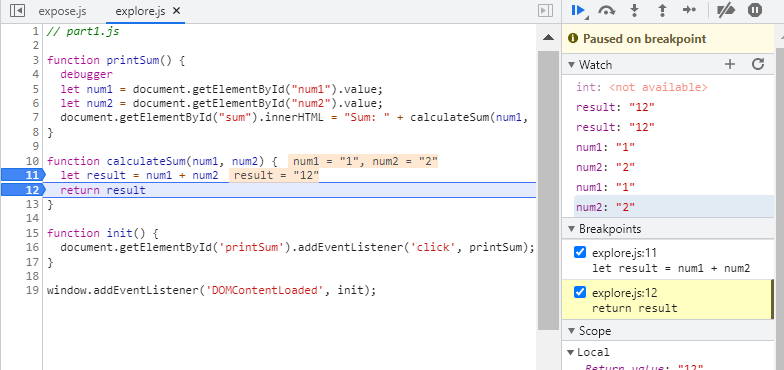 expose.js
explore.js ×
1 // part1.js
2
3 function printSum() {
4 debugger
5 let num1 = document.getElementById("num1").value;
6 let num2 = document.getElementById("num2").value;
7 document.getElementById("sum").innerHTML = "Sum: " + calculateSum(num1,
8 }
9
10 function calculateSum(num1, num2) { num1 = "1", num2 = "2"
11 let result = num1 + num2 result = "12"
12 return result
13 }
14
15 function init() {
16 document.getElementById('printSum').addEventListener('click', printSum);
17 }
18
19 window.addEventListener('DOMContentLoaded', init);
Paused on breakpoint
Watch
int: <not available>
result: "12"
result: "12"
num1: "1"
num2: "2"
num1: "1"
num2: "2"
Breakpoints
explore.js:11
let result = num1 + num2
explore.js:12
return result
Scope
Local
Return value: "12"